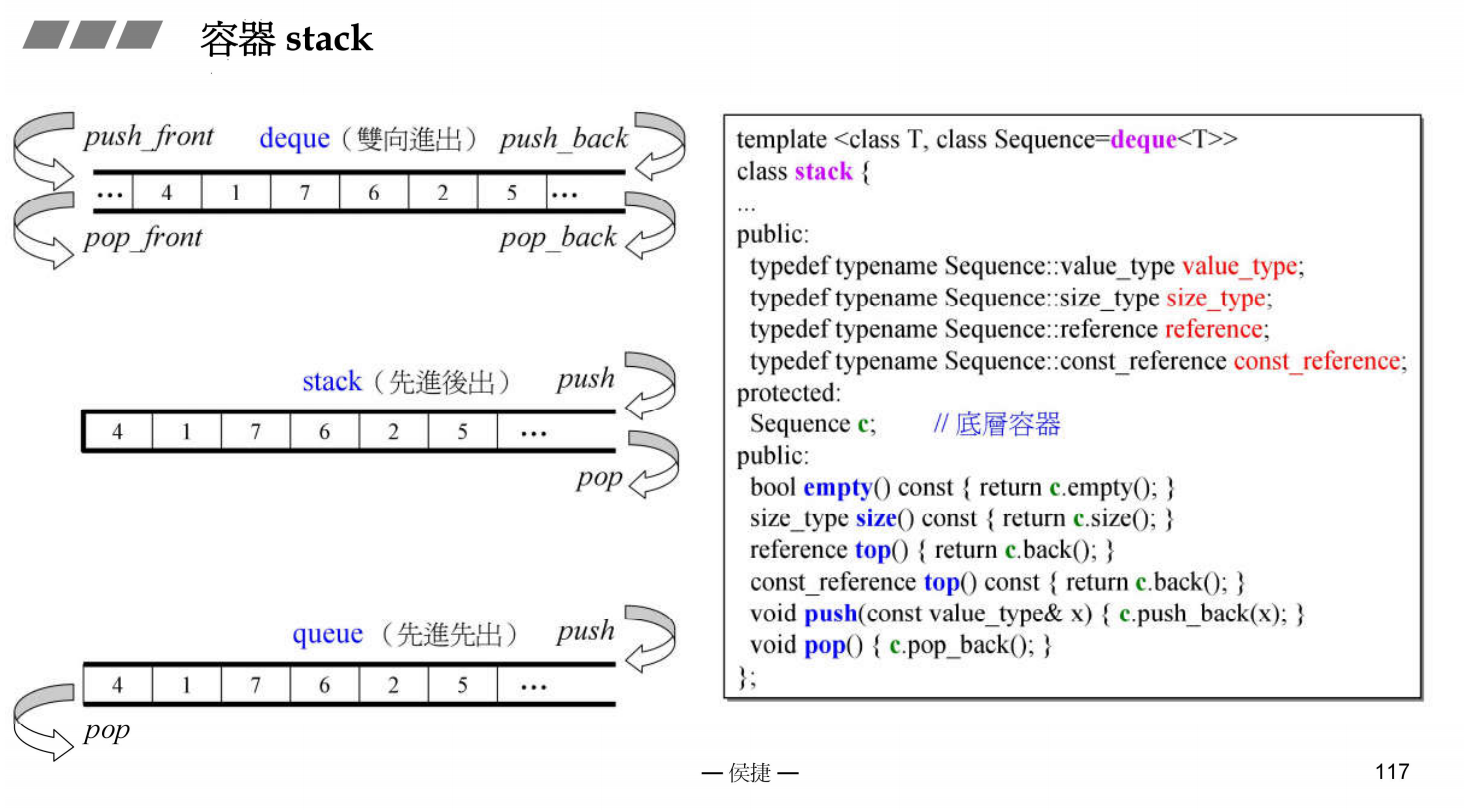 容器 stack
push_front deque（雙向進出） push_back
… 4 1 7 6 2 5 …
pop_front pop_back
stack（先進後出） push
4 1 7 6 2 5 …
pop
queue （先進先出） push
4 1 7 6 2 5 …
pop
template <class T, class Sequence=deque<T>>
class stack {
...
public:
typedef typename Sequence::value_type value_type;
typedef typename Sequence::size_type size_type;
typedef typename Sequence::reference reference;
typedef typename Sequence::const_reference const_reference;
protected:
Sequence c; // 底層容器
public:
bool empty() const { return c.empty(); }
size_type size() const { return c.size(); }
reference top() { return c.back(); }
const_reference top() const { return c.back(); }
void push(const value_type& x) { c.push_back(x); }
void pop() { c.pop_back(); }
};
— 侯捷 —
117